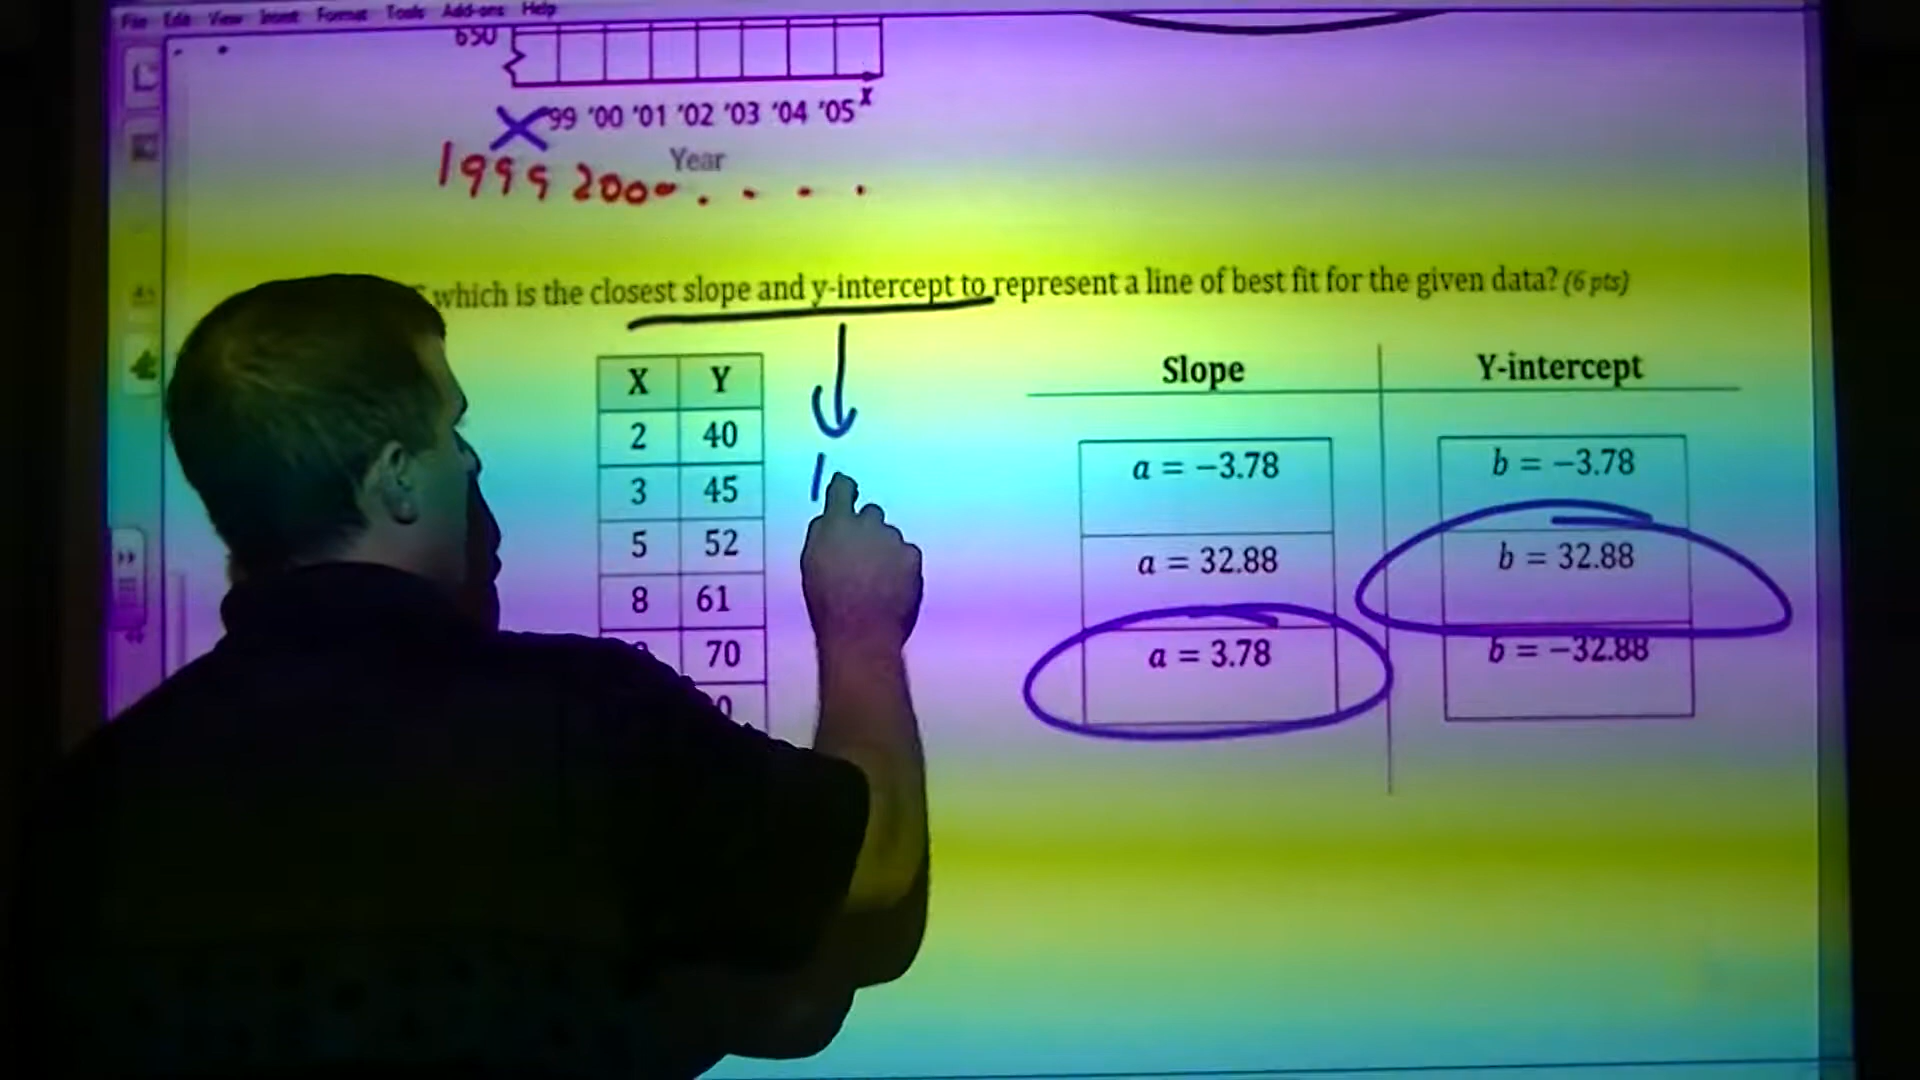 File Edit View Insert Format Tools Add-ons Help
650
'99 '00 '01 '02 '03 '04 '05 x
Year
1999 2000 . . . .
which is the closest slope and y-intercept to represent a line of best fit for the given data? (6 pts)
X Y
2 40
3 45
5 52
8 61
70
0
Slope Y-intercept
a = −3.78 b = −3.78
a = 32.88 b = 32.88
a = 3.78 b = −32.88